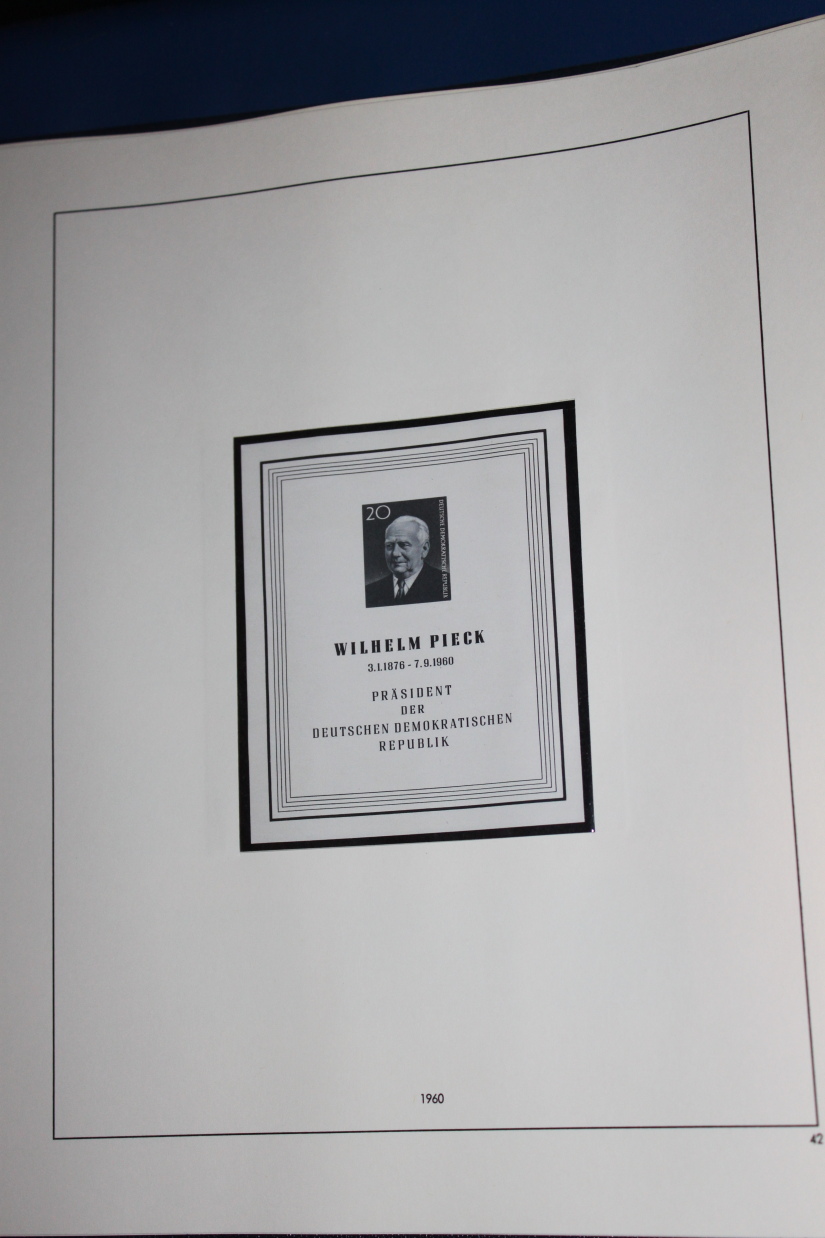 20
DEUTSCHE DEMOKRATISCHE REPUBLIK
WILHELM PIECK
3.1.1876 - 7.9.1960
PRÄSIDENT
DER
DEUTSCHEN DEMOKRATISCHEN
REPUBLIK
1960
42